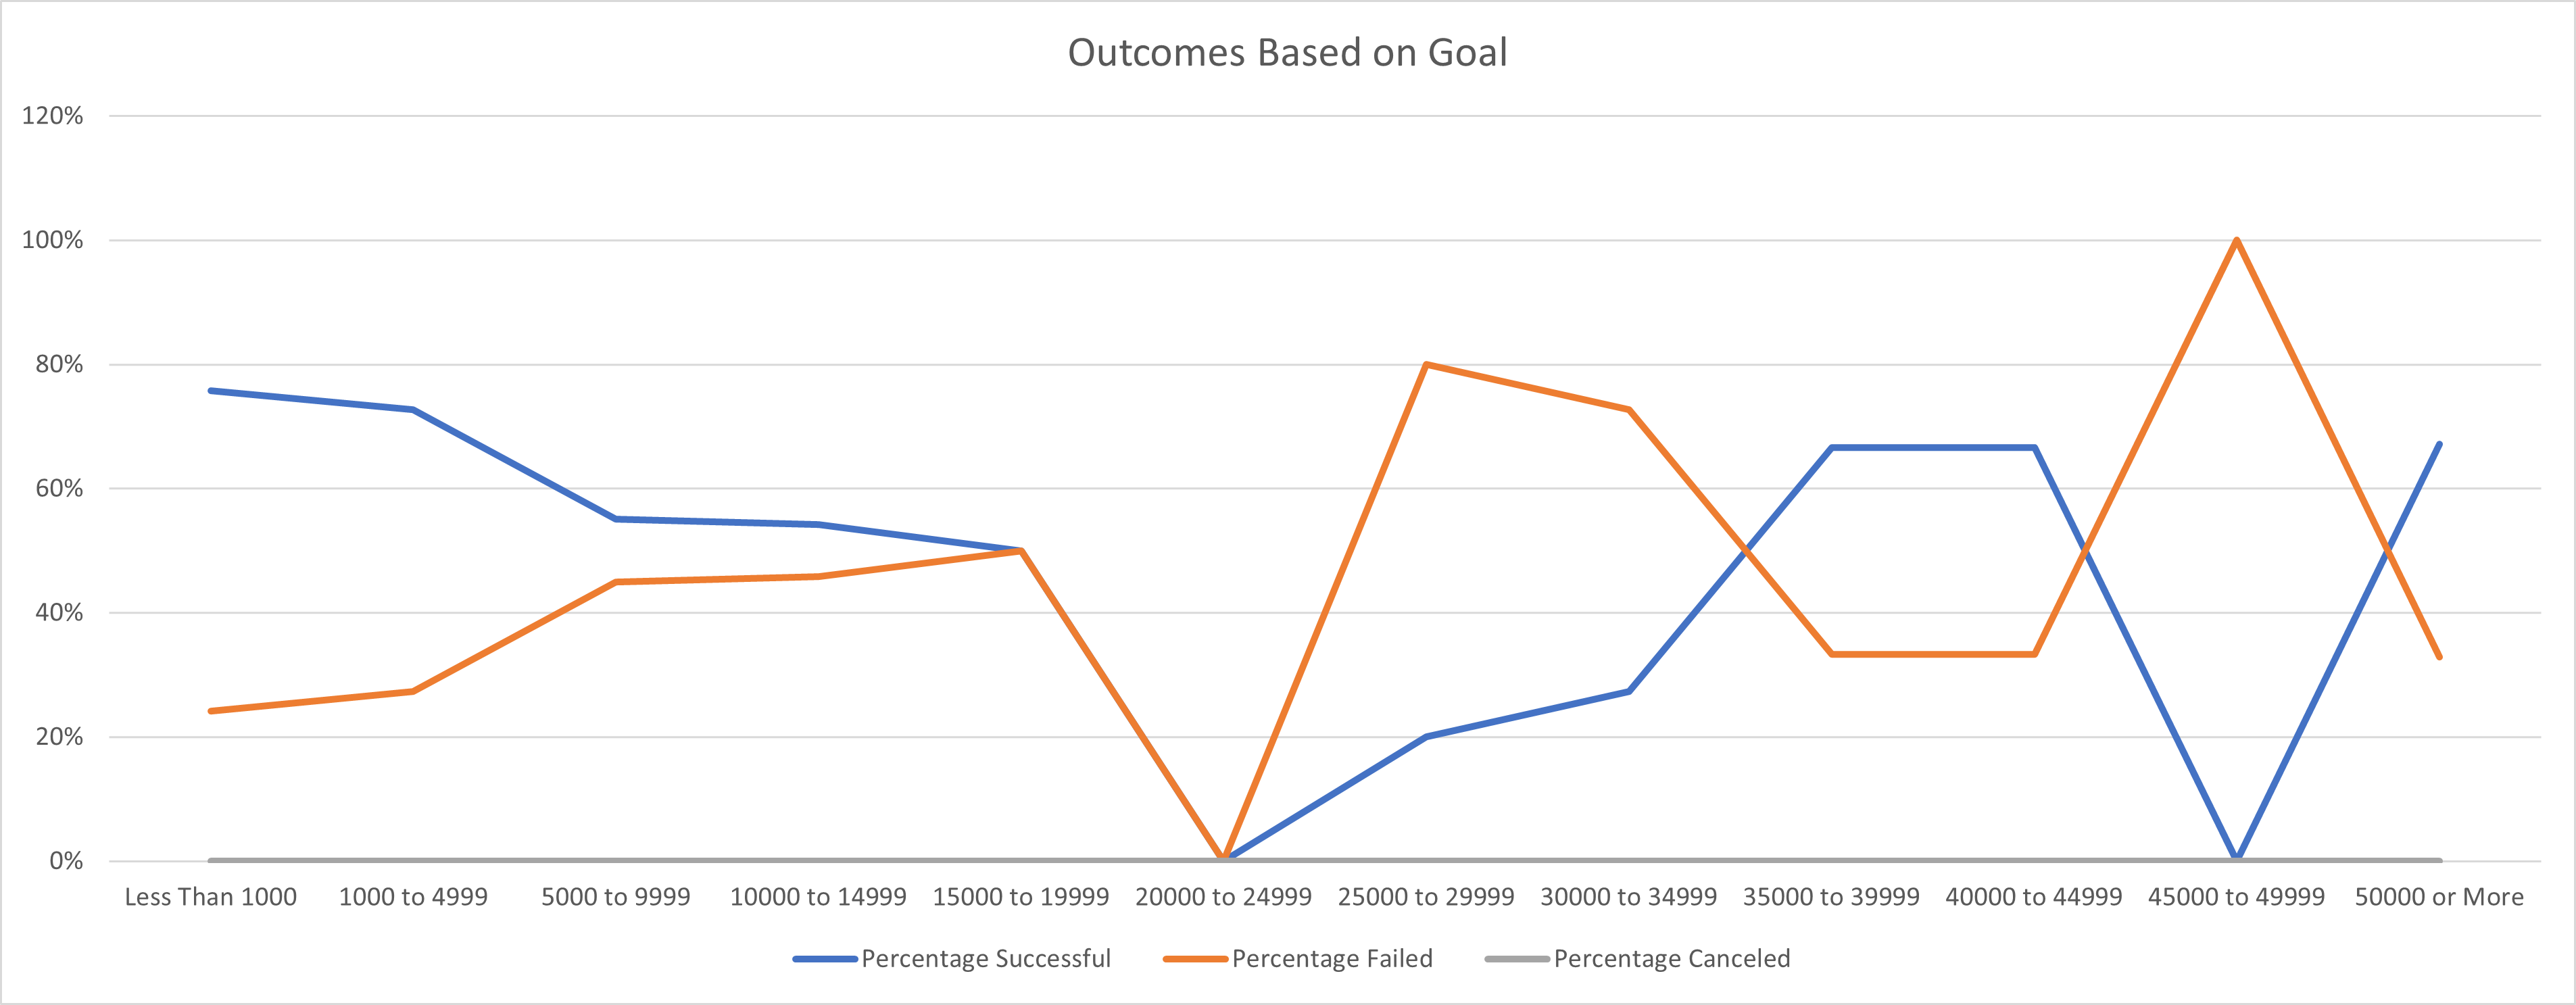 Outcomes Based on Goal
120%
100%
80%
60%
40%
20%
0%
Less Than 1000 1000 to 4999 5000 to 9999 10000 to 14999 15000 to 19999 20000 to 24999 25000 to 29999 30000 to 34999 35000 to 39999 40000 to 44999 45000 to 49999 50000 or More
Percentage Successful Percentage Failed Percentage Canceled